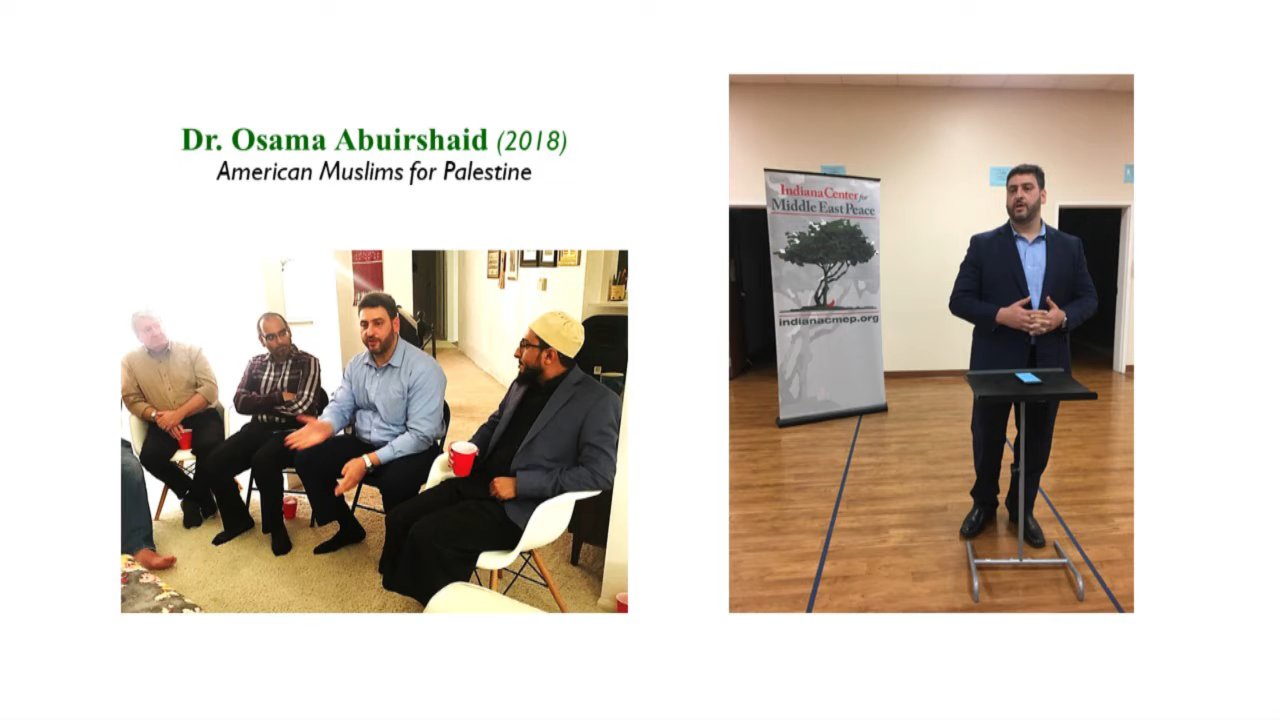 Dr. Osama Abuirshaid (2018)
American Muslims for Palestine
Indiana Center for
Middle East Peace
indianacmep.org